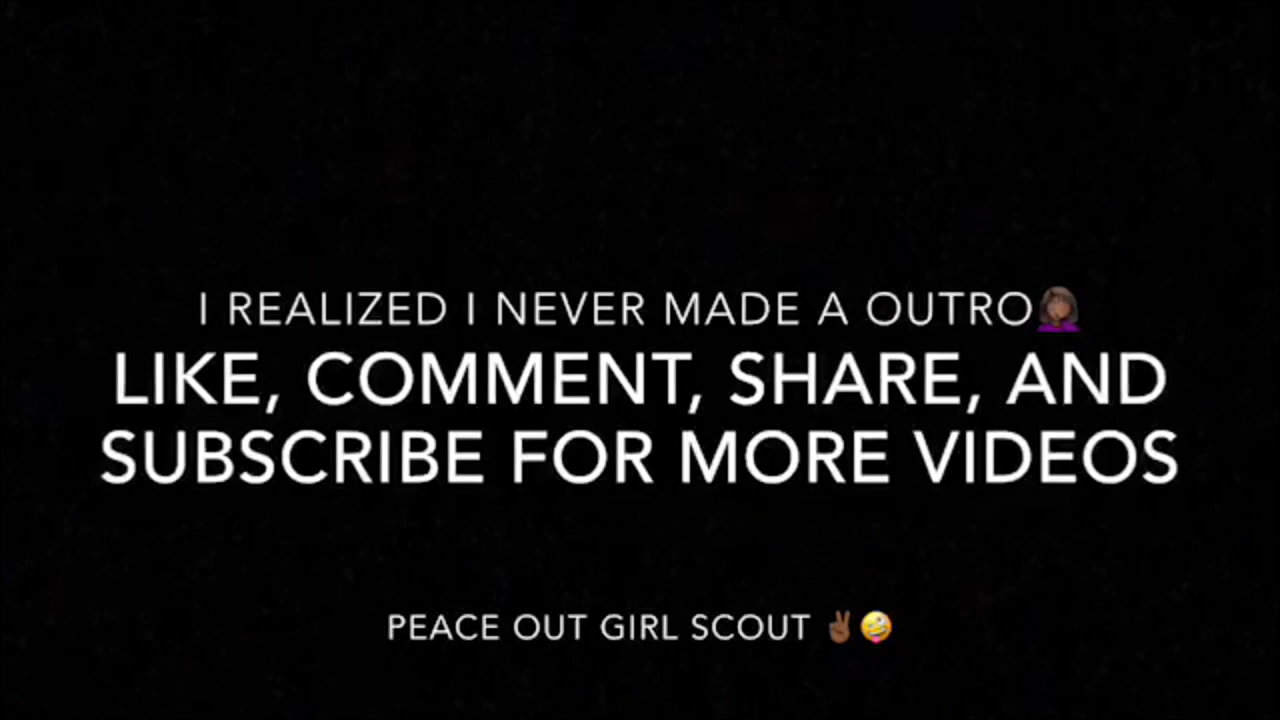 I REALIZED I NEVER MADE A OUTRO🤦🏾‍♀️
LIKE, COMMENT, SHARE, AND
SUBSCRIBE FOR MORE VIDEOS
PEACE OUT GIRL SCOUT ✌🏾🤪